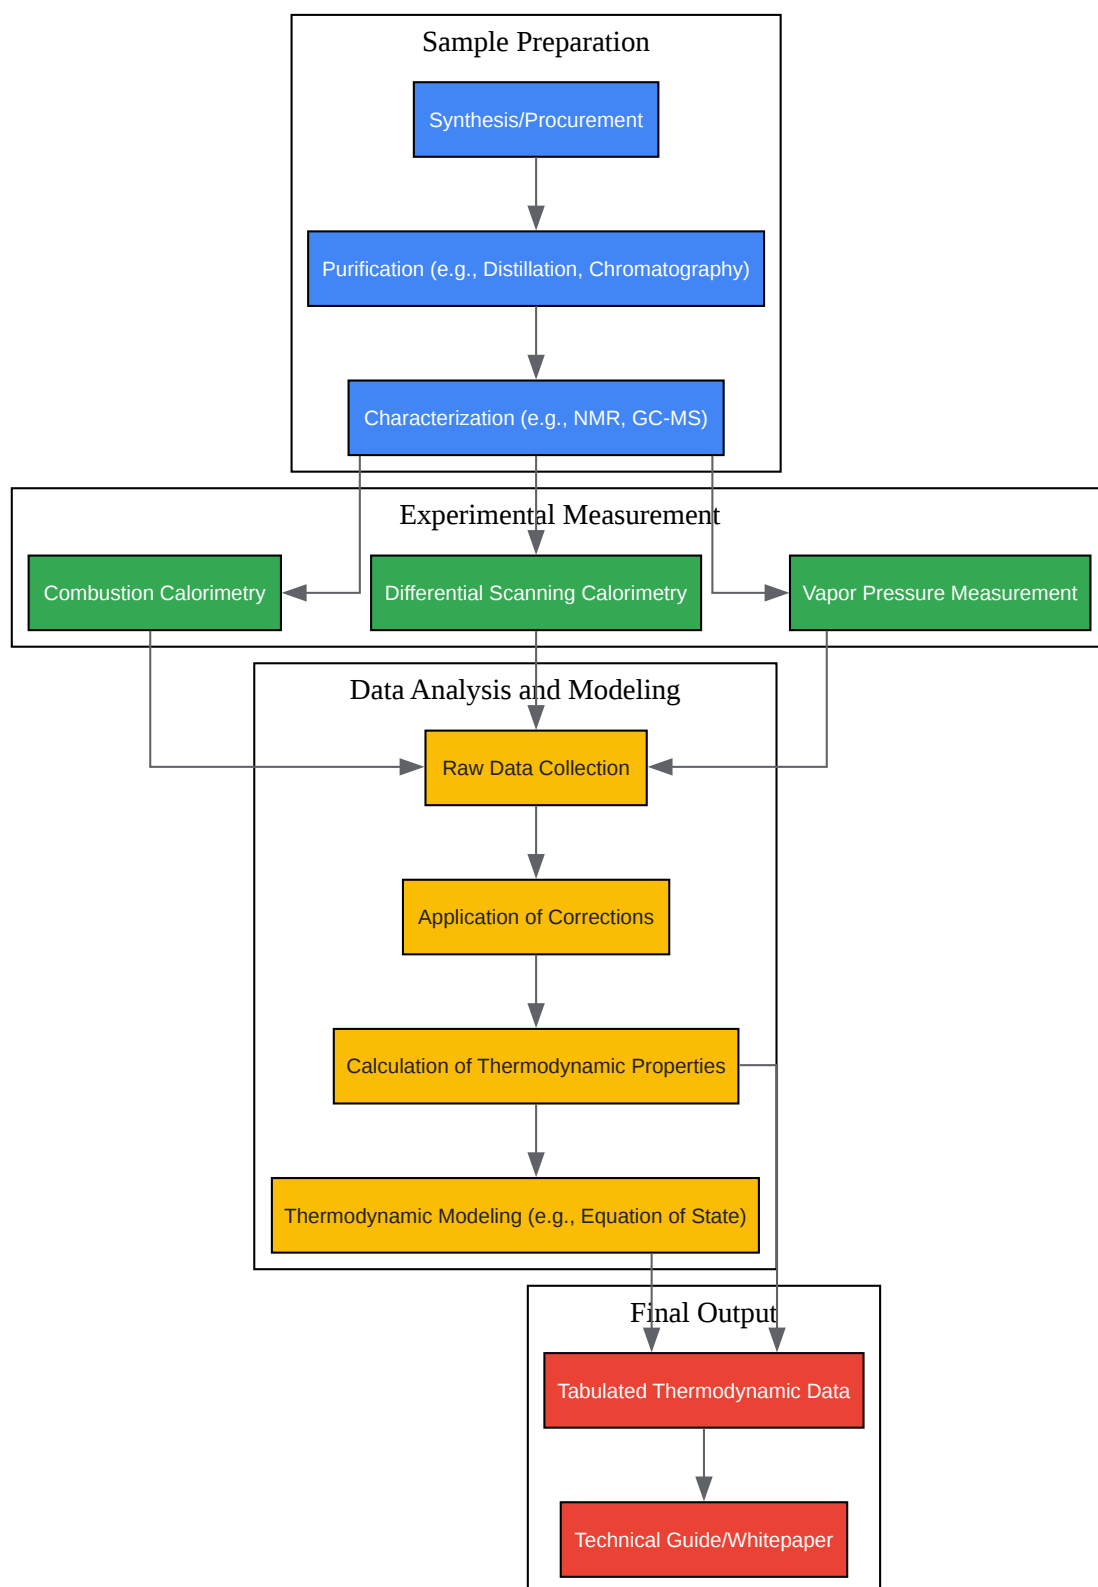 Sample Preparation
Synthesis/Procurement
Purification (e.g., Distillation, Chromatography)
Characterization (e.g., NMR, GC-MS)
Experimental Measurement
Combustion Calorimetry
Differential Scanning Calorimetry
Vapor Pressure Measurement
Data Analysis and Modeling
Raw Data Collection
Application of Corrections
Calculation of Thermodynamic Properties
Thermodynamic Modeling (e.g., Equation of State)
Final Output
Tabulated Thermodynamic Data
Technical Guide/Whitepaper